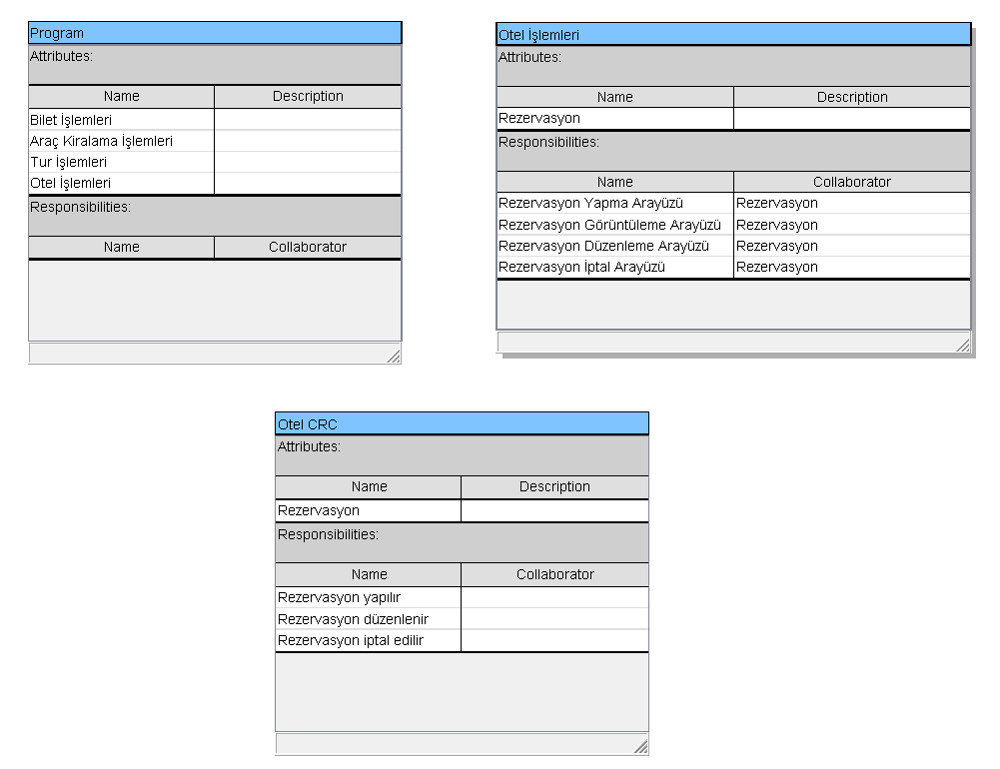 Program
Attributes:
Name Description
Bilet İşlemleri
Araç Kiralama İşlemleri
Tur İşlemleri
Otel İşlemleri
Responsibilities:
Name Collaborator
Otel İşlemleri
Attributes:
Name Description
Rezervasyon
Responsibilities:
Name Collaborator
Rezervasyon Yapma Arayüzü Rezervasyon
Rezervasyon Görüntüleme Arayüzü Rezervasyon
Rezervasyon Düzenleme Arayüzü Rezervasyon
Rezervasyon İptal Arayüzü Rezervasyon
Otel CRC
Attributes:
Name Description
Rezervasyon
Responsibilities:
Name Collaborator
Rezervasyon yapılır
Rezervasyon düzenlenir
Rezervasyon iptal edilir